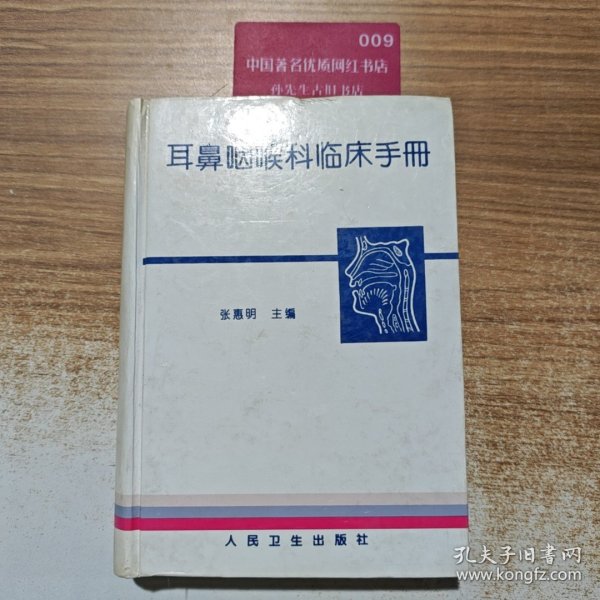 009
中国著名优质网红书店
孙先生古旧书店
耳鼻咽喉科临床手册
张惠明 主编
人民卫生出版社
孔夫子旧书网
www.kongfz.com